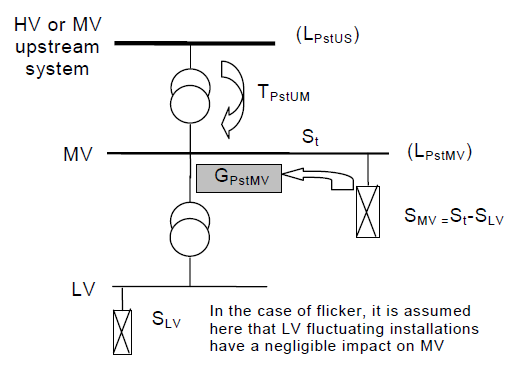 HV or MV
upstream
system
(LPstUS)
TPstUM
St
MV
(LPstMV)
GPstMV
SMV =St-SLV
LV
SLV
In the case of flicker, it is assumed
here that LV fluctuating installations
have a negligible impact on MV